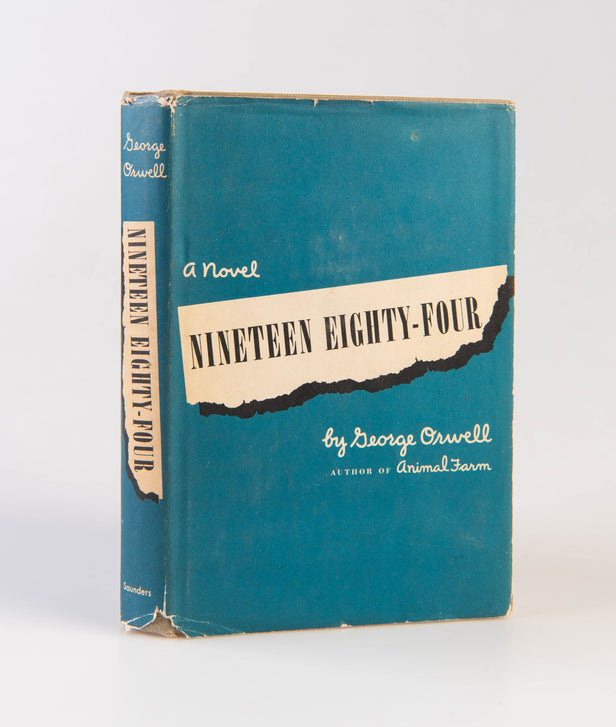 George
Orwell
NINETEEN EIGHTY-FOUR
Saunders
a Novel
NINETEEN EIGHTY-FOUR
by George Orwell
AUTHOR OF Animal Farm